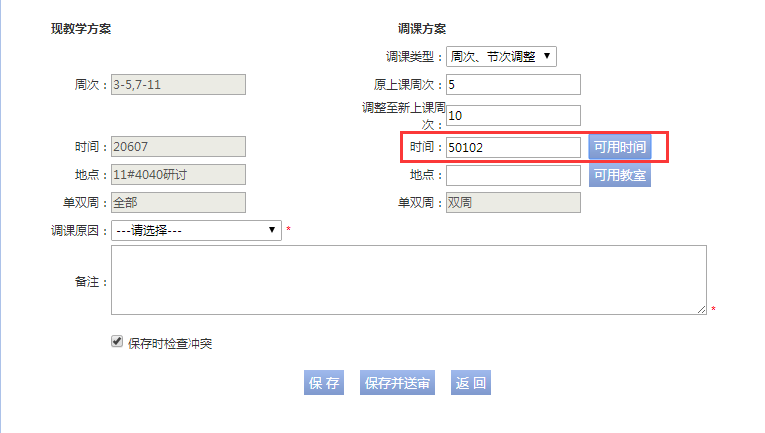 现教学方案
调课方案
调课类型： 周次、节次调整
周次： 3-5,7-11
原上课周次： 5
调整至新上课周
次： 10
时间： 20607
时间： 50102 可用时间
地点： 11#4040研讨
地点： 可用教室
单双周： 全部
单双周： 双周
调课原因： ---请选择--- *
备注： *
保存时检查冲突
保 存 保存并送审 返 回